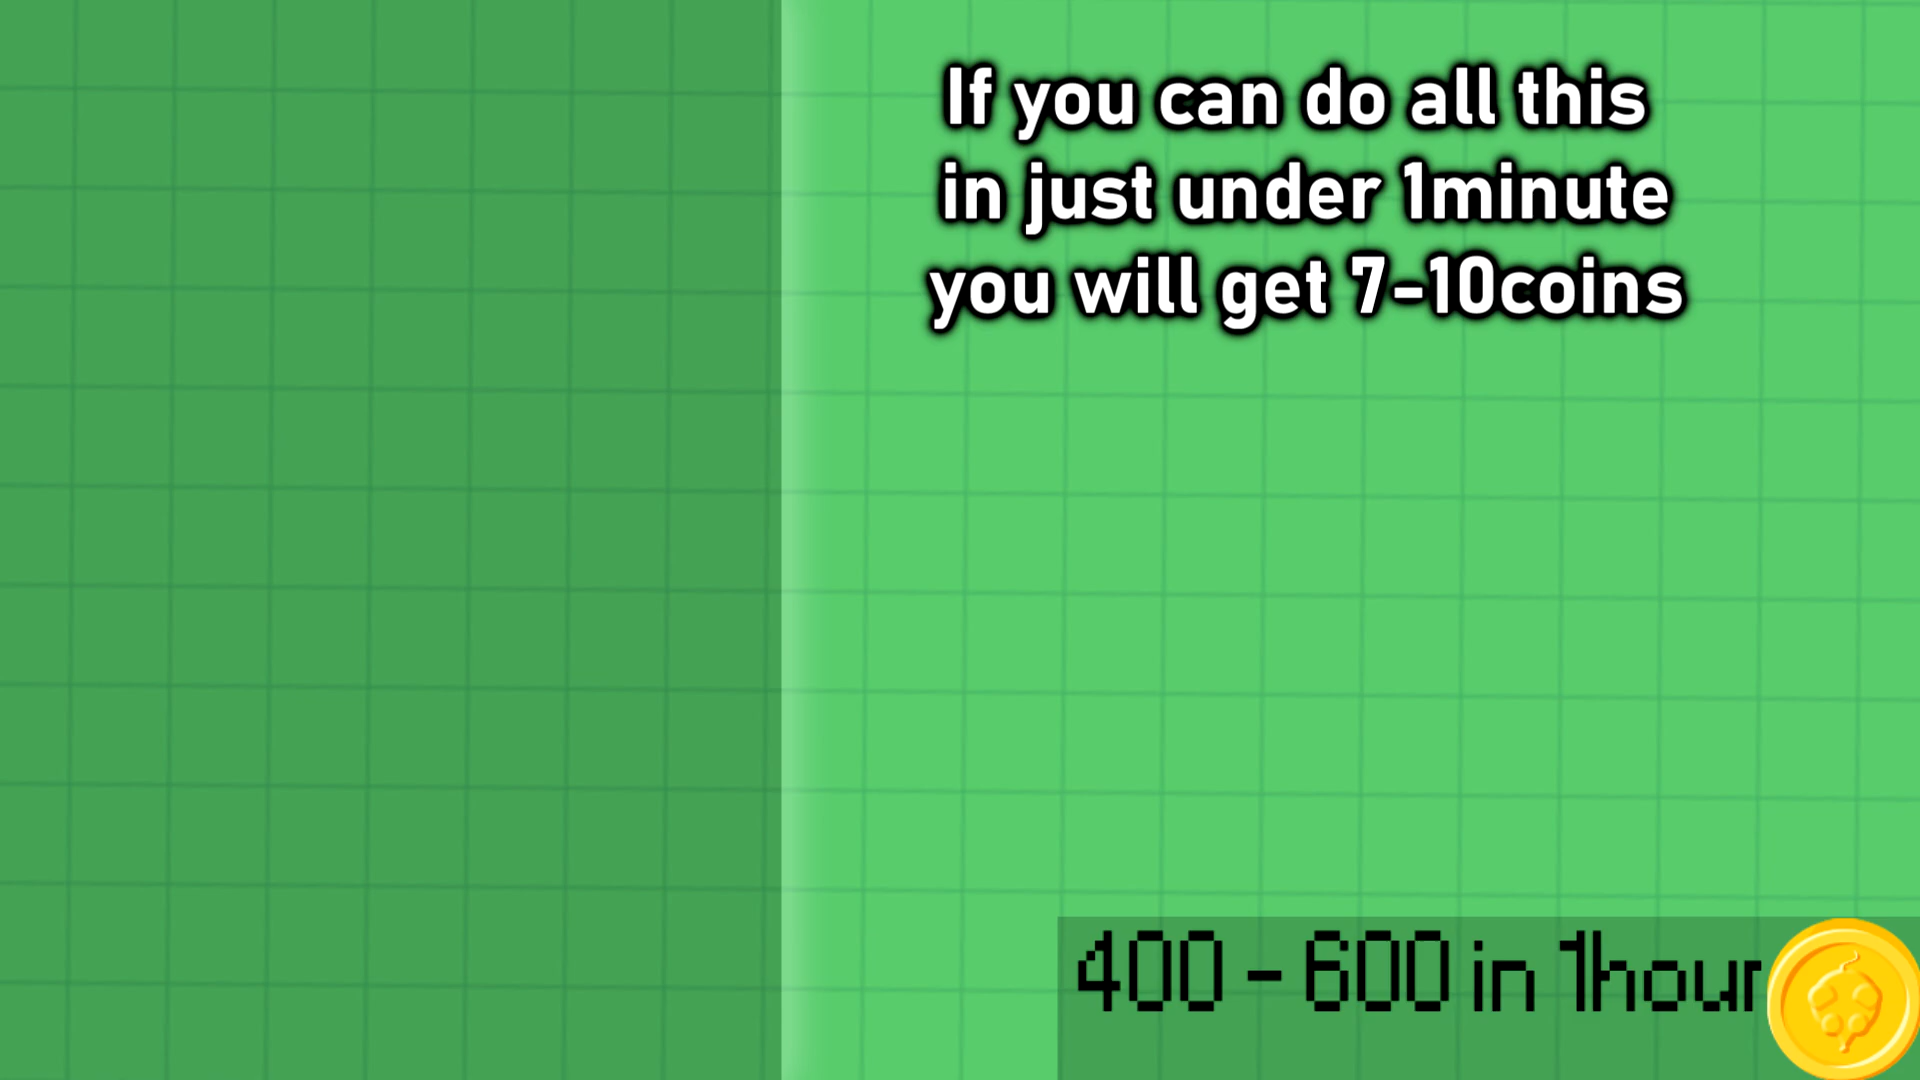 If you can do all this
in just under 1minute
you will get 7-10coins
400 - 600 in 1hour